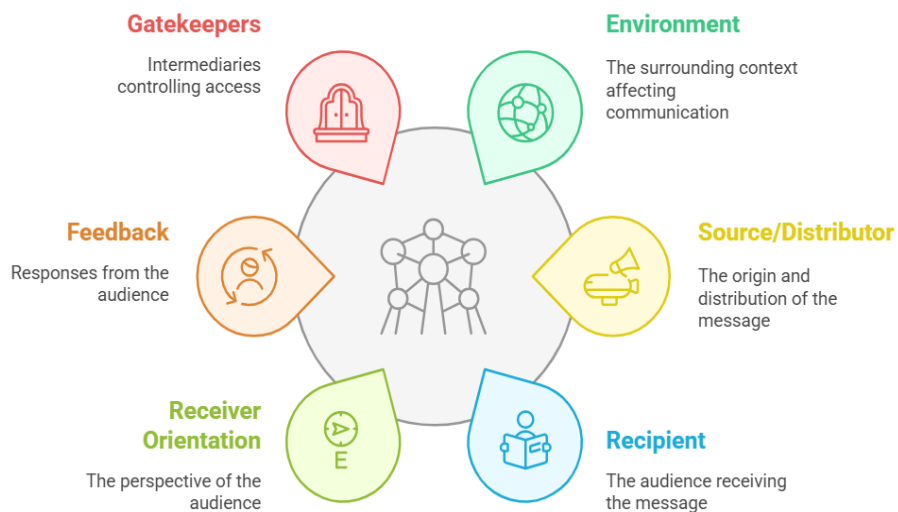 Gatekeepers
Intermediaries
controlling access
Environment
The surrounding context
affecting
communication
Feedback
Responses from the
audience
Source/Distributor
The origin and
distribution of the
message
Receiver
Orientation
The perspective of the
audience
E
Recipient
The audience receiving
the message